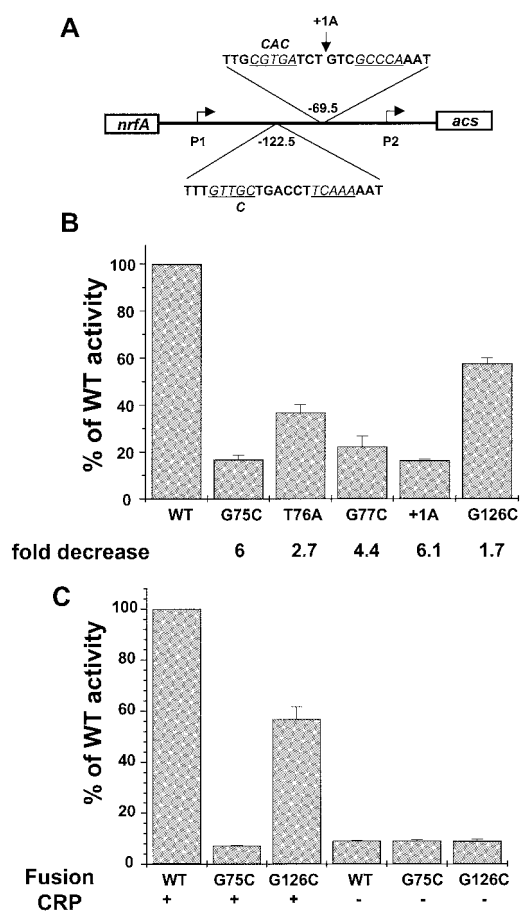 A
+1A
CAC
TTGCGTGATCT GTCGCCCAAAT
-69.5
nrfA
acs
P1
-122.5
P2
TTTGTTGCTGACCTTCAAAAAT
C
B
% of WT activity
100
80
60
40
20
0
WT G75C T76A G77C +1A G126C
fold decrease 6 2.7 4.4 6.1 1.7
C
% of WT activity
100
80
60
40
20
0
Fusion WT G75C G126C WT G75C G126C
CRP + + + - - -